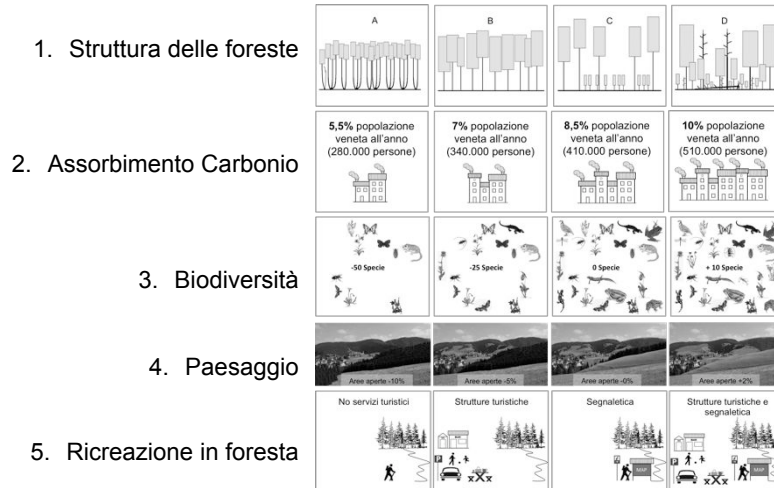 1. Struttura delle foreste
A
B
C
D
2. Assorbimento Carbonio
5,5% popolazione
veneta all'anno
(280.000 persone)
7% popolazione
veneta all'anno
(340.000 persone)
8,5% popolazione
veneta all'anno
(410.000 persone)
10% popolazione
veneta all'anno
(510.000 persone)
3. Biodiversità
-50 Specie
-25 Specie
0 Specie
+ 10 Specie
4. Paesaggio
Aree aperte -10%
Aree aperte -5%
Aree aperte -0%
Aree aperte +2%
5. Ricreazione in foresta
No servizi turistici
Strutture turistiche
P
Segnaletica
MAP
Strutture turistiche e
segnaletica
P
MAP